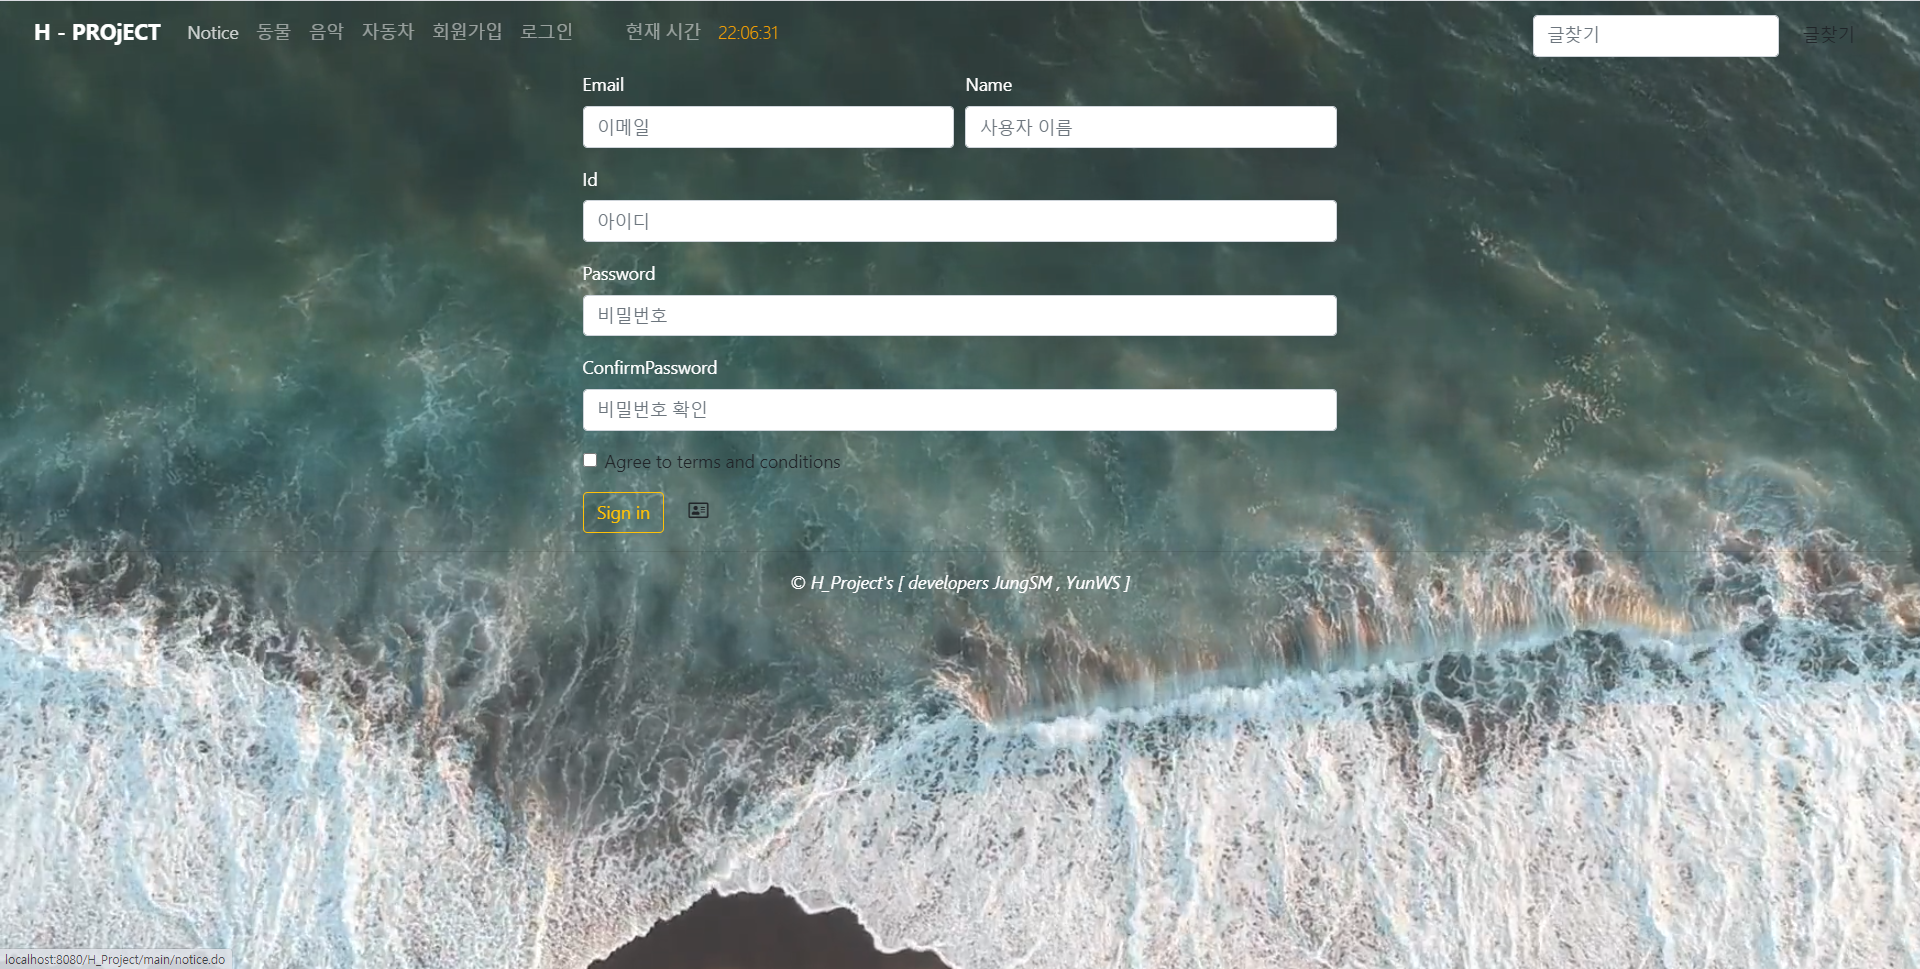 H - PROjECT Notice 동물 음악 자동차 회원가입 로그인 현재 시간 22:06:31 글찾기 글찾기
Email Name
이메일 사용자 이름
Id
아이디
Password
비밀번호
ConfirmPassword
비밀번호 확인
Agree to terms and conditions
Sign in
© H_Project's [ developers JungSM , YunWS ]
localhost:8080/H_Project/main/notice.do